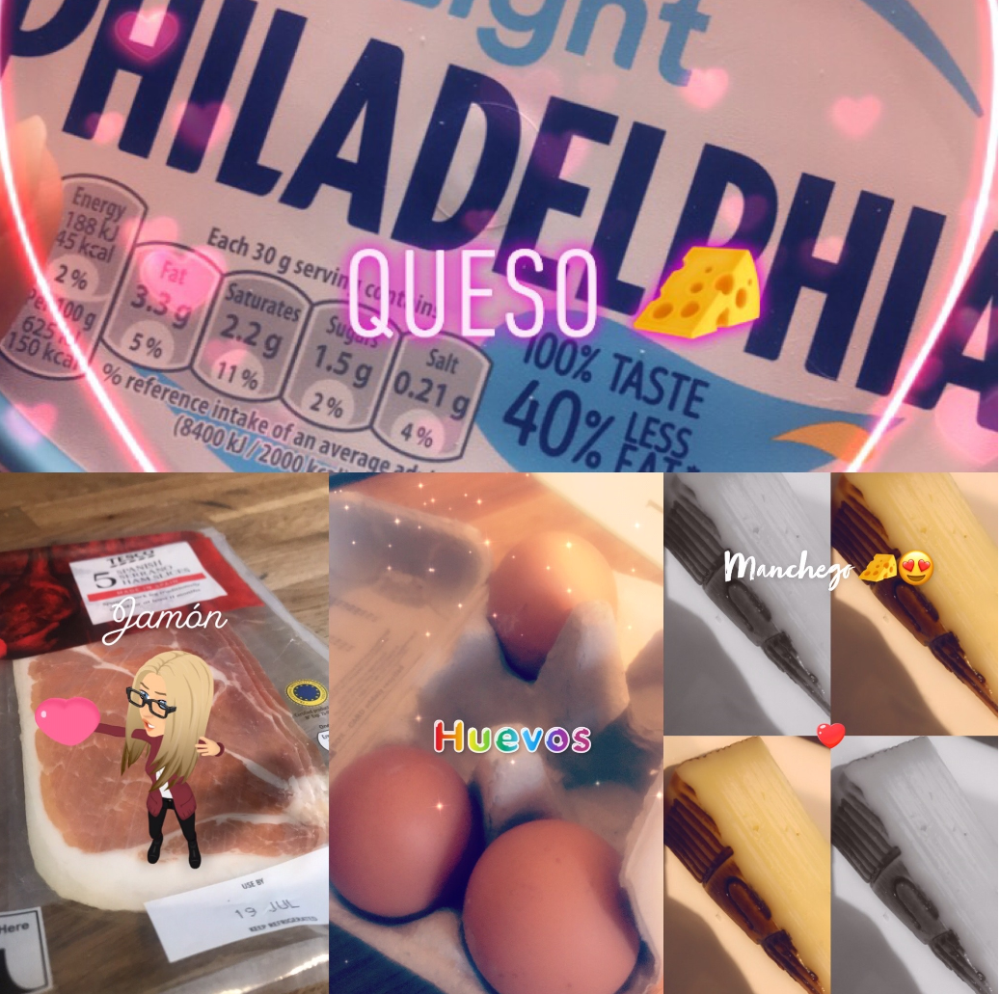 Light
PHILADELPHIA
Energy
188 kJ
45 kcal
2%
Per 100 g
625 kJ
150 kcal
Each 30 g serving contains
Fat
3.3 g
5%
Saturates
2.2 g
11%
Sugars
1.5 g
2%
Salt
0.21 g
4%
% reference intake of an average
(8400 kJ / 2000
QUESO
100% TASTE
40% LESS
FAT*
TESCO
5 SPANISH
SERRANO
HAM SLICES
Jamón
USE BY
19 JUL
KEEP REFRIGERATED
Here
Huevos
Manchego